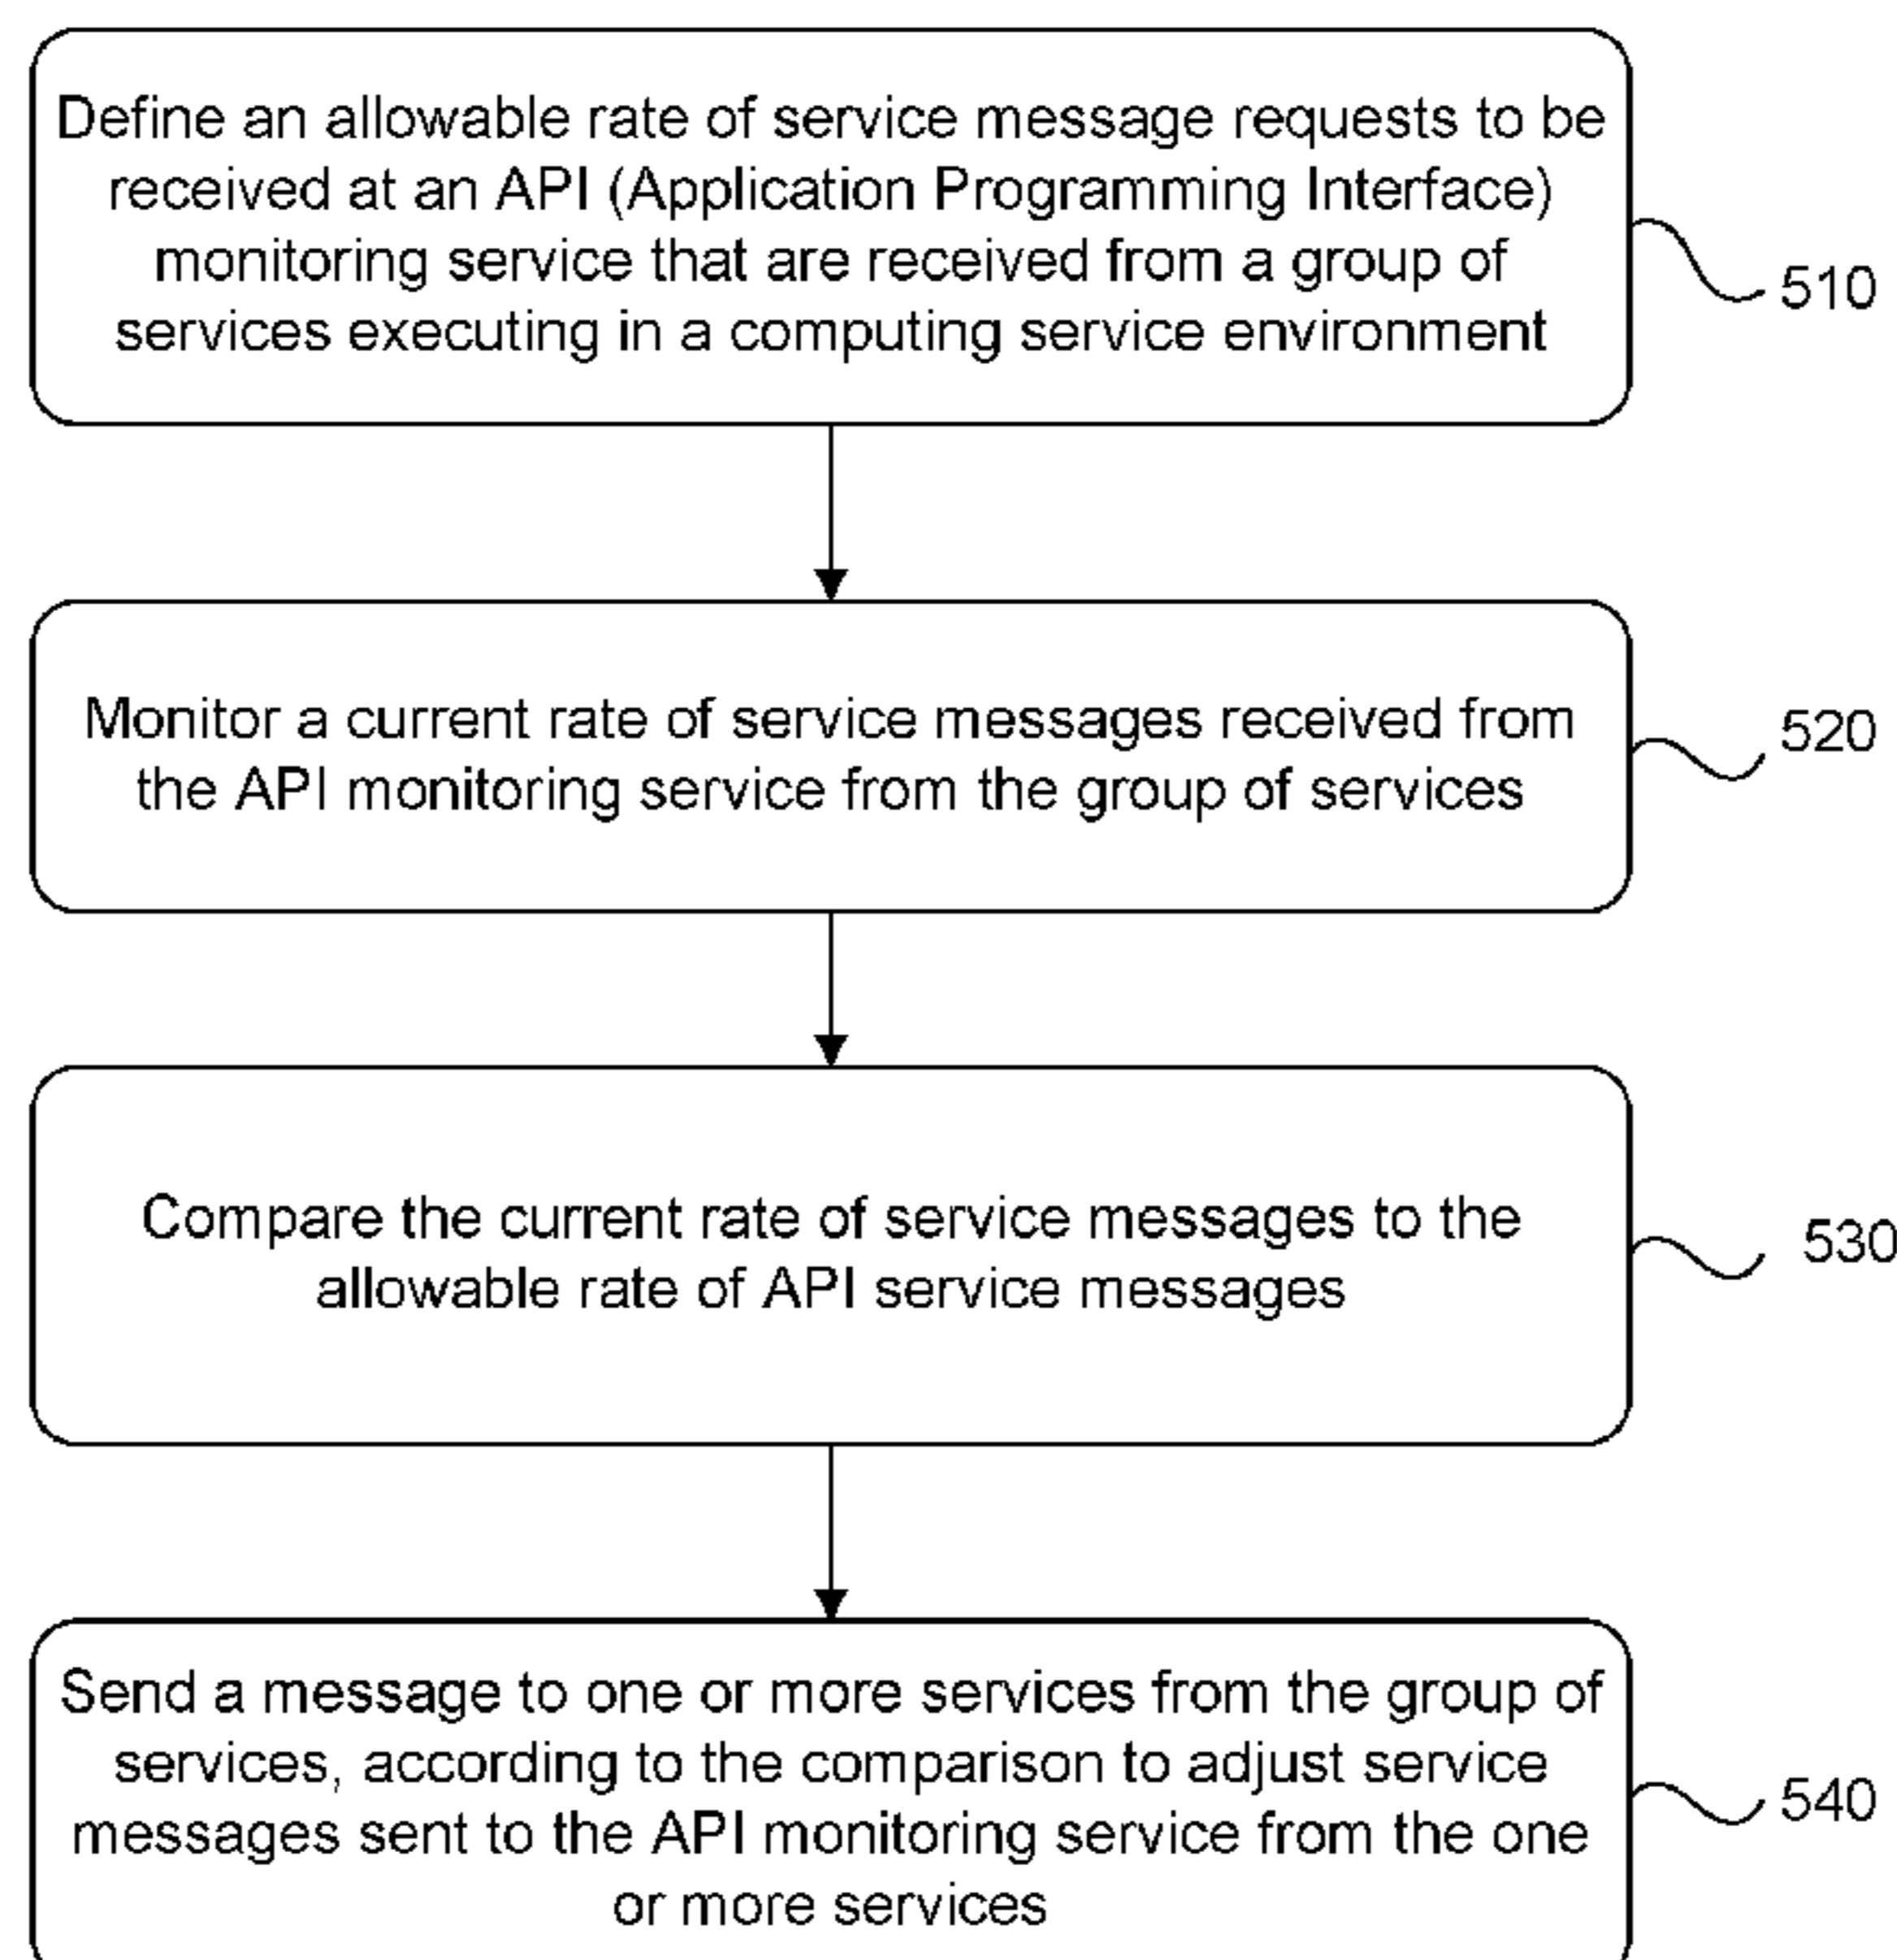 Define an allowable rate of service message requests to be
received at an API (Application Programming Interface)
monitoring service that are received from a group of
services executing in a computing service environment
510
Monitor a current rate of service messages received from
the API monitoring service from the group of services
520
Compare the current rate of service messages to the
allowable rate of API service messages
530
Send a message to one or more services from the group of
services, according to the comparison to adjust service
messages sent to the API monitoring service from the one
or more services
540